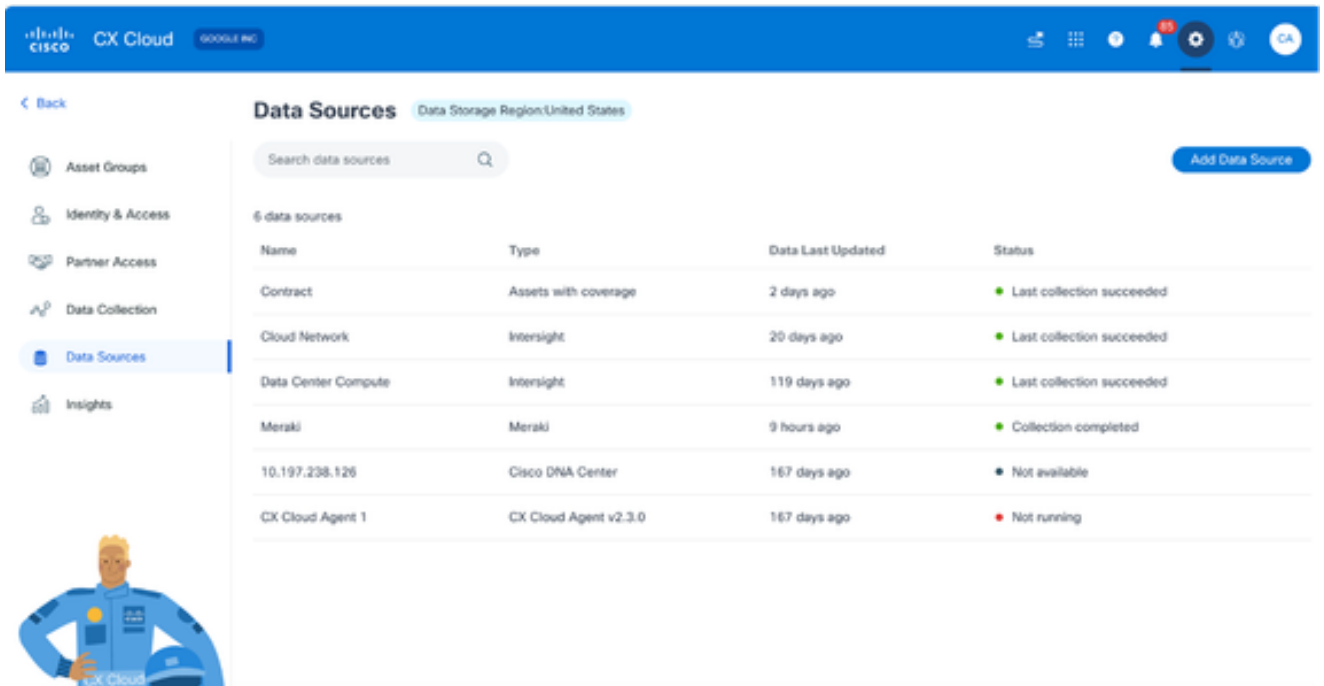 CISCO CX Cloud GOOGLE INC 85 CA
Back
Data Sources Data Storage Region:United States
Search data sources Add Data Source
Asset Groups
Identity & Access
Partner Access
Data Collection
Data Sources
Insights
6 data sources
Name Type Data Last Updated Status
Contract Assets with coverage 2 days ago Last collection succeeded
Cloud Network Intersight 20 days ago Last collection succeeded
Data Center Compute Intersight 119 days ago Last collection succeeded
Meraki Meraki 9 hours ago Collection completed
10.197.238.126 Cisco DNA Center 167 days ago Not available
CX Cloud Agent 1 CX Cloud Agent v2.3.0 167 days ago Not running
CX Cloud